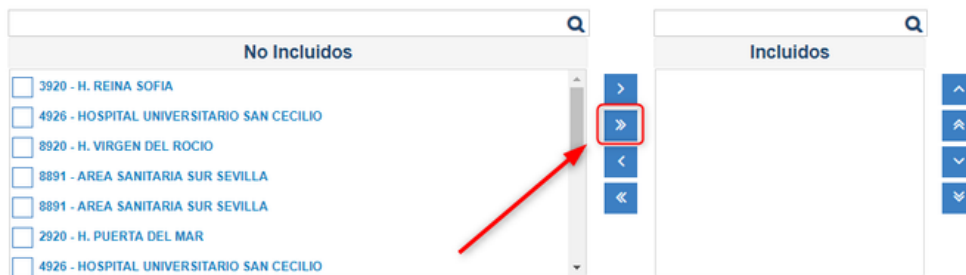 No Incluidos
Incluidos
3920 - H. REINA SOFIA
4926 - HOSPITAL UNIVERSITARIO SAN CECILIO
8920 - H. VIRGEN DEL ROCIO
8891 - AREA SANITARIA SUR SEVILLA
8891 - AREA SANITARIA SUR SEVILLA
2920 - H. PUERTA DEL MAR
4926 - HOSPITAL UNIVERSITARIO SAN CECILIO